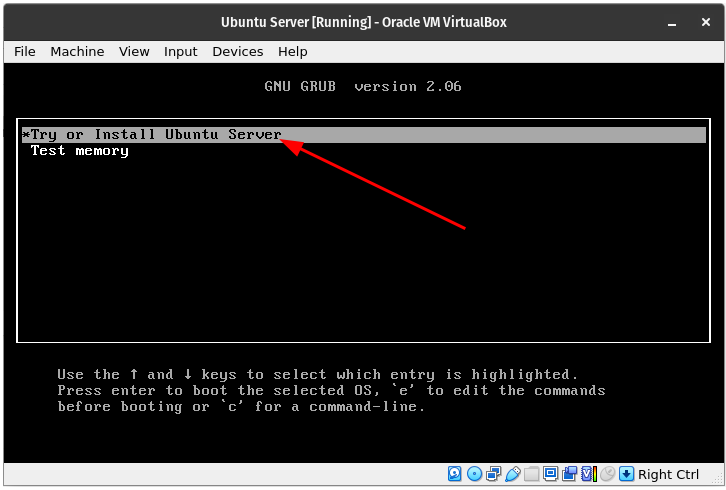 Ubuntu Server [Running] - Oracle VM VirtualBox
File Machine View Input Devices Help
GNU GRUB version 2.06
*Try or Install Ubuntu Server
Test memory
Use the ↑ and ↓ keys to select which entry is highlighted.
Press enter to boot the selected OS, `e' to edit the commands
before booting or `c' for a command-line.
Right Ctrl